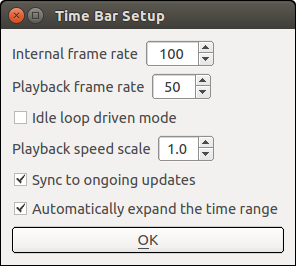 Time Bar Setup
Internal frame rate 100
Playback frame rate 50
Idle loop driven mode
Playback speed scale 1.0
Sync to ongoing updates
Automatically expand the time range
OK